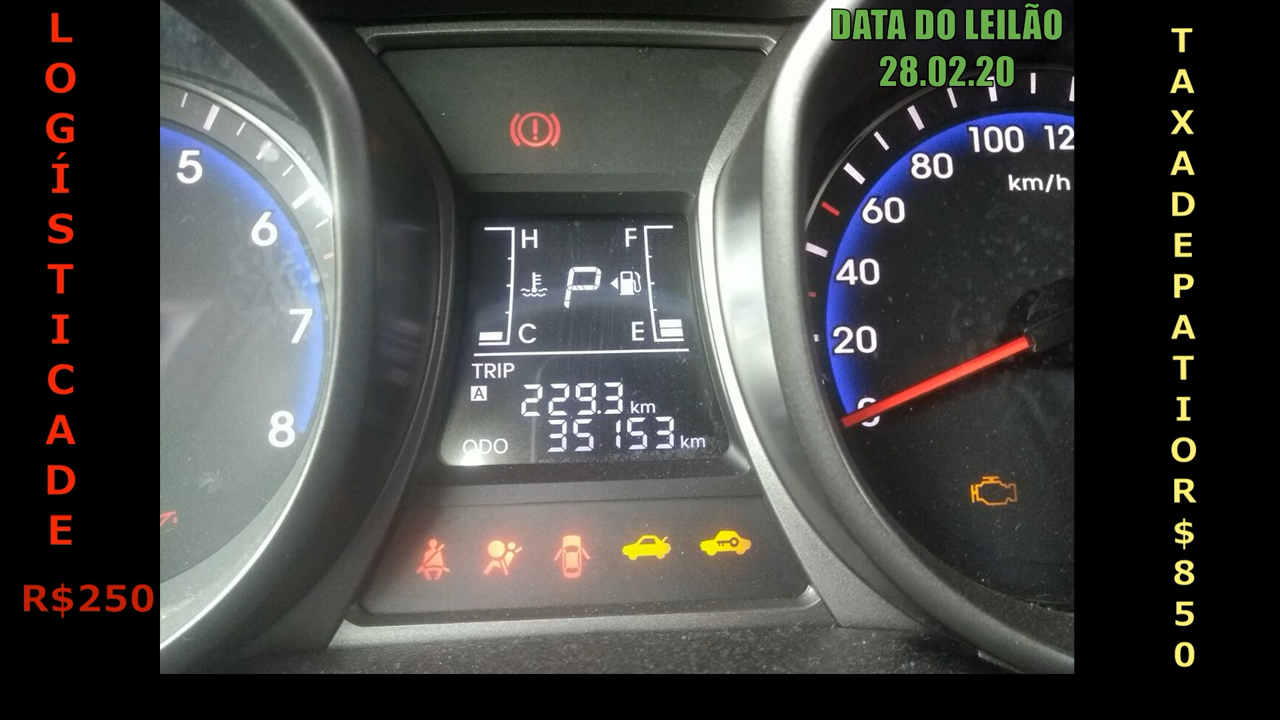 LOGÍSTICA DE
R$250
DATA DO LEILÃO
28.02.20
TAXA DE PATIO R$850
5
6
7
8
H
F
P
C
E
TRIP
A
229.3 km
ODO
35153 km
0
20
40
60
80
100
12
km/h